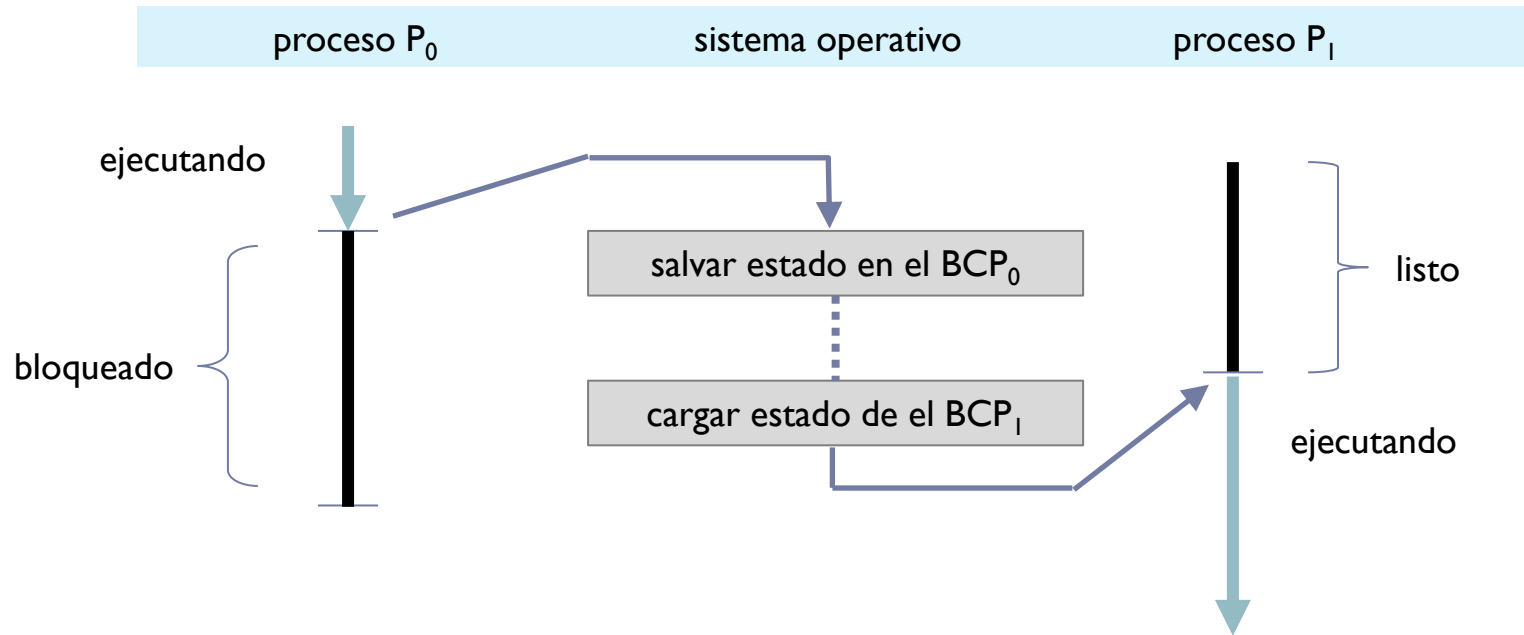 proceso P₀
sistema operativo
proceso P₁
ejecutando
salvar estado en el BCP₀
listo
bloqueado
cargar estado de el BCP₁
ejecutando